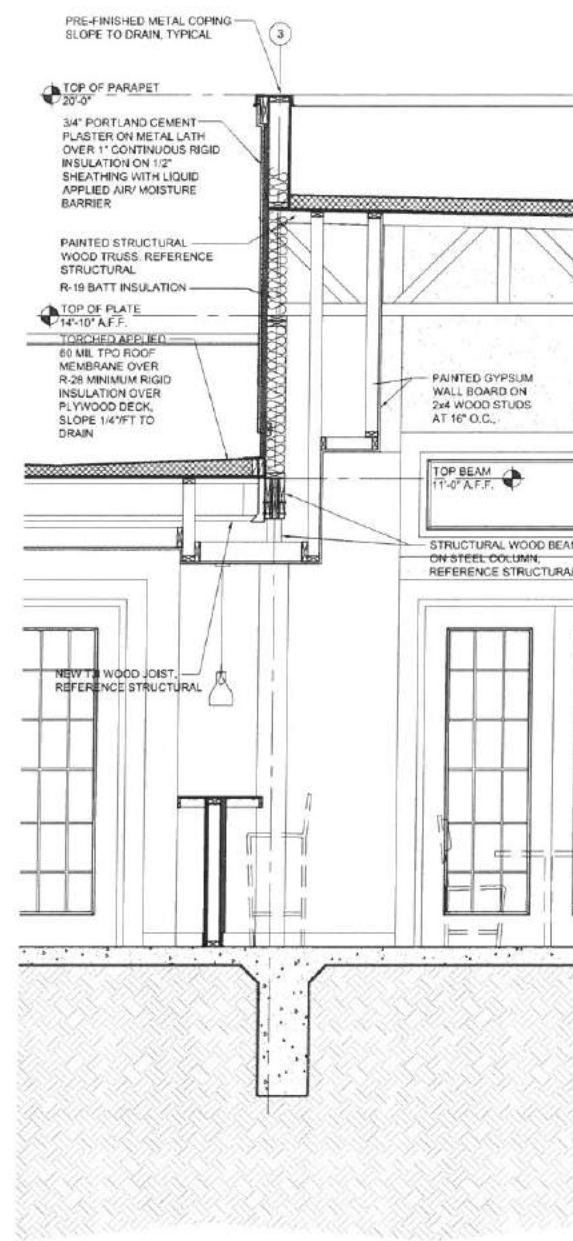 PRE-FINISHED METAL COPING
SLOPE TO DRAIN, TYPICAL
3
TOP OF PARAPET
20'-0"
3/4" PORTLAND CEMENT
PLASTER ON METAL LATH
OVER 1" CONTINUOUS RIGID
INSULATION ON 1/2"
SHEATHING WITH LIQUID
APPLIED AIR/ MOISTURE
BARRIER
PAINTED STRUCTURAL
WOOD TRUSS, REFERENCE
STRUCTURAL
R-19 BATT INSULATION
TOP OF PLATE
14'-10" A.F.F.
TORCHED APPLIED
60 MIL TPO ROOF
MEMBRANE OVER
R-28 MINIMUM RIGID
INSULATION OVER
PLYWOOD DECK,
SLOPE 1/4"/FT TO
DRAIN
PAINTED GYPSUM
WALL BOARD ON
2x4 WOOD STUDS
AT 16" O.C.,
TOP BEAM
11'-0" A.F.F.
STRUCTURAL WOOD BEAM
ON STEEL COLUMN,
REFERENCE STRUCTURAL
NEW TJI WOOD JOIST,
REFERENCE STRUCTURAL